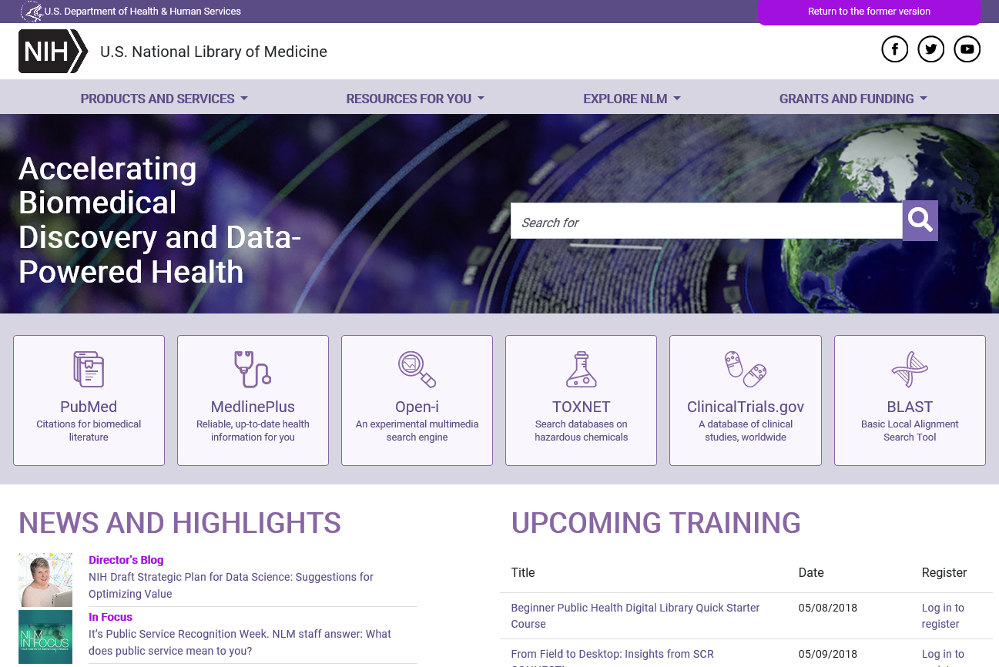 U.S. Department of Health & Human Services
Return to the former version
NIH
U.S. National Library of Medicine
PRODUCTS AND SERVICES
RESOURCES FOR YOU
EXPLORE NLM
GRANTS AND FUNDING
Accelerating
Biomedical
Discovery and Data-
Powered Health
Search for
PubMed
Citations for biomedical
literature
MedlinePlus
Reliable, up-to-date health
information for you
Open-i
An experimental multimedia
search engine
TOXNET
Search databases on
hazardous chemicals
ClinicalTrials.gov
A database of clinical
studies, worldwide
BLAST
Basic Local Alignment
Search Tool
NEWS AND HIGHLIGHTS
Director's Blog
NIH Draft Strategic Plan for Data Science: Suggestions for
Optimizing Value
NLM
IN FOCUS
In Focus
It's Public Service Recognition Week. NLM staff answer: What
does public service mean to you?
UPCOMING TRAINING
Title Date Register
Beginner Public Health Digital Library Quick Starter
Course
05/08/2018
Log in to
register
From Field to Desktop: Insights from SCR
05/09/2018
Log in to